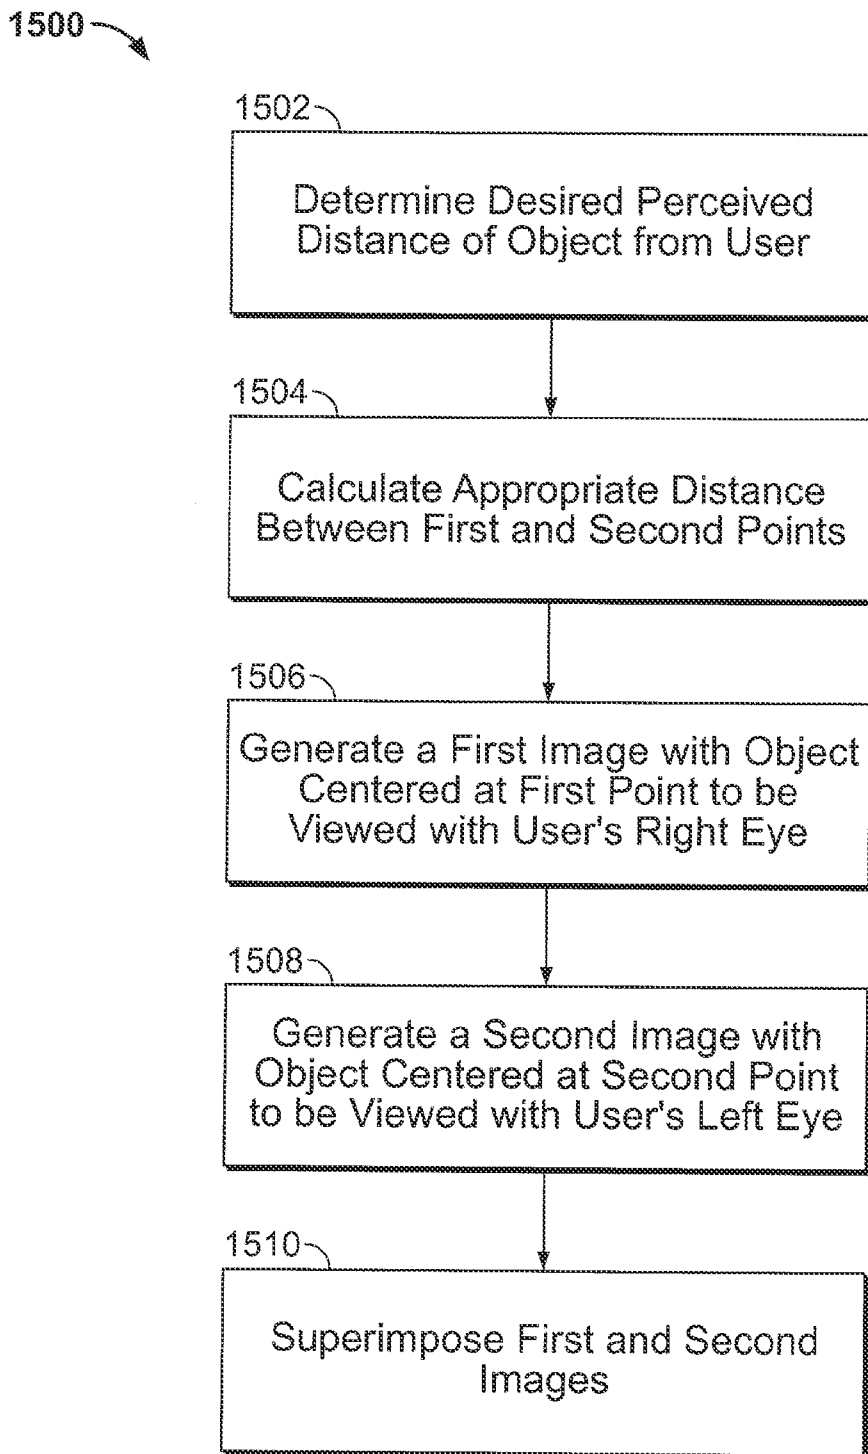 1500
1502
Determine Desired Perceived
Distance of Object from User
1504
Calculate Appropriate Distance
Between First and Second Points
1506
Generate a First Image with Object
Centered at First Point to be
Viewed with User's Right Eye
1508
Generate a Second Image with
Object Centered at Second Point
to be Viewed with User's Left Eye
1510
Superimpose First and Second
Images